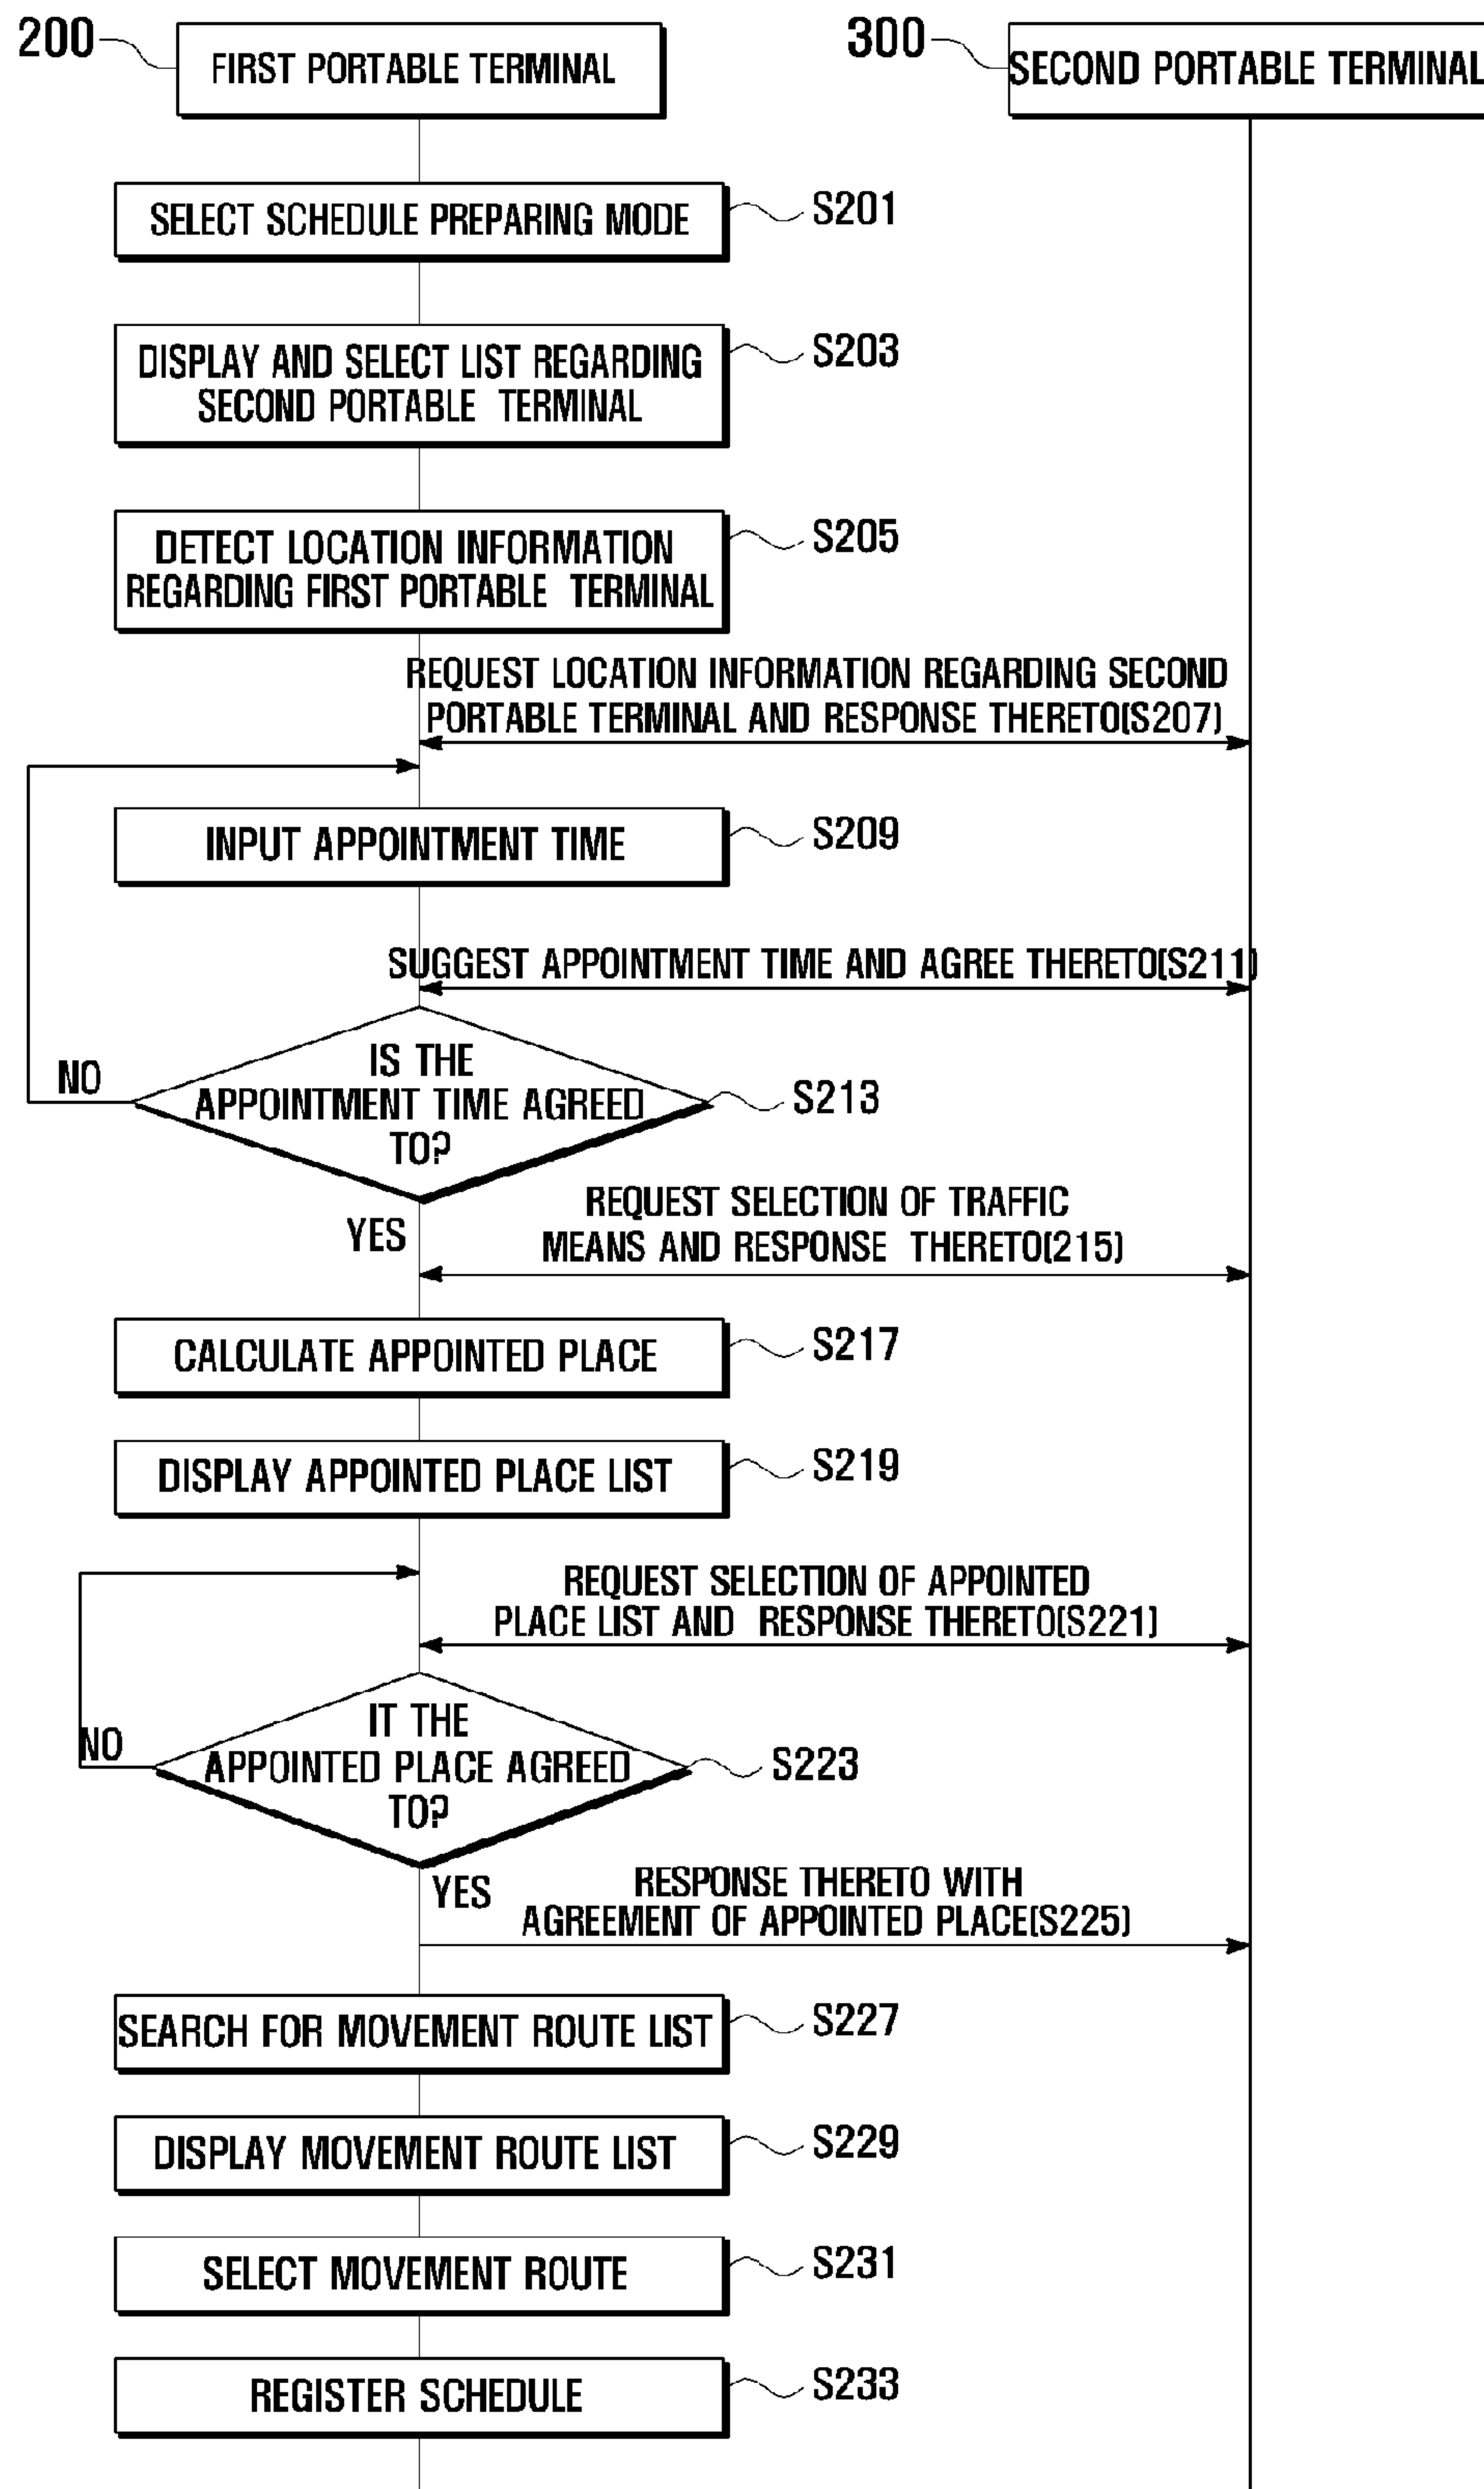 200
FIRST PORTABLE TERMINAL
300
SECOND PORTABLE TERMINAL
SELECT SCHEDULE PREPARING MODE
S201
DISPLAY AND SELECT LIST REGARDING
SECOND PORTABLE TERMINAL
S203
DETECT LOCATION INFORMATION
REGARDING FIRST PORTABLE TERMINAL
S205
REQUEST LOCATION INFORMATION REGARDING SECOND
PORTABLE TERMINAL AND RESPONSE THERETO(S207)
INPUT APPOINTMENT TIME
S209
SUGGEST APPOINTMENT TIME AND AGREE THERETO(S211)
IS THE
APPOINTMENT TIME AGREED
TO?
NO
S213
YES
REQUEST SELECTION OF TRAFFIC
MEANS AND RESPONSE THERETO(215)
CALCULATE APPOINTED PLACE
S217
DISPLAY APPOINTED PLACE LIST
S219
REQUEST SELECTION OF APPOINTED
PLACE LIST AND RESPONSE THERETO(S221)
IT THE
APPOINTED PLACE AGREED
TO?
NO
S223
YES
RESPONSE THERETO WITH
AGREEMENT OF APPOINTED PLACE(S225)
SEARCH FOR MOVEMENT ROUTE LIST
S227
DISPLAY MOVEMENT ROUTE LIST
S229
SELECT MOVEMENT ROUTE
S231
REGISTER SCHEDULE
S233